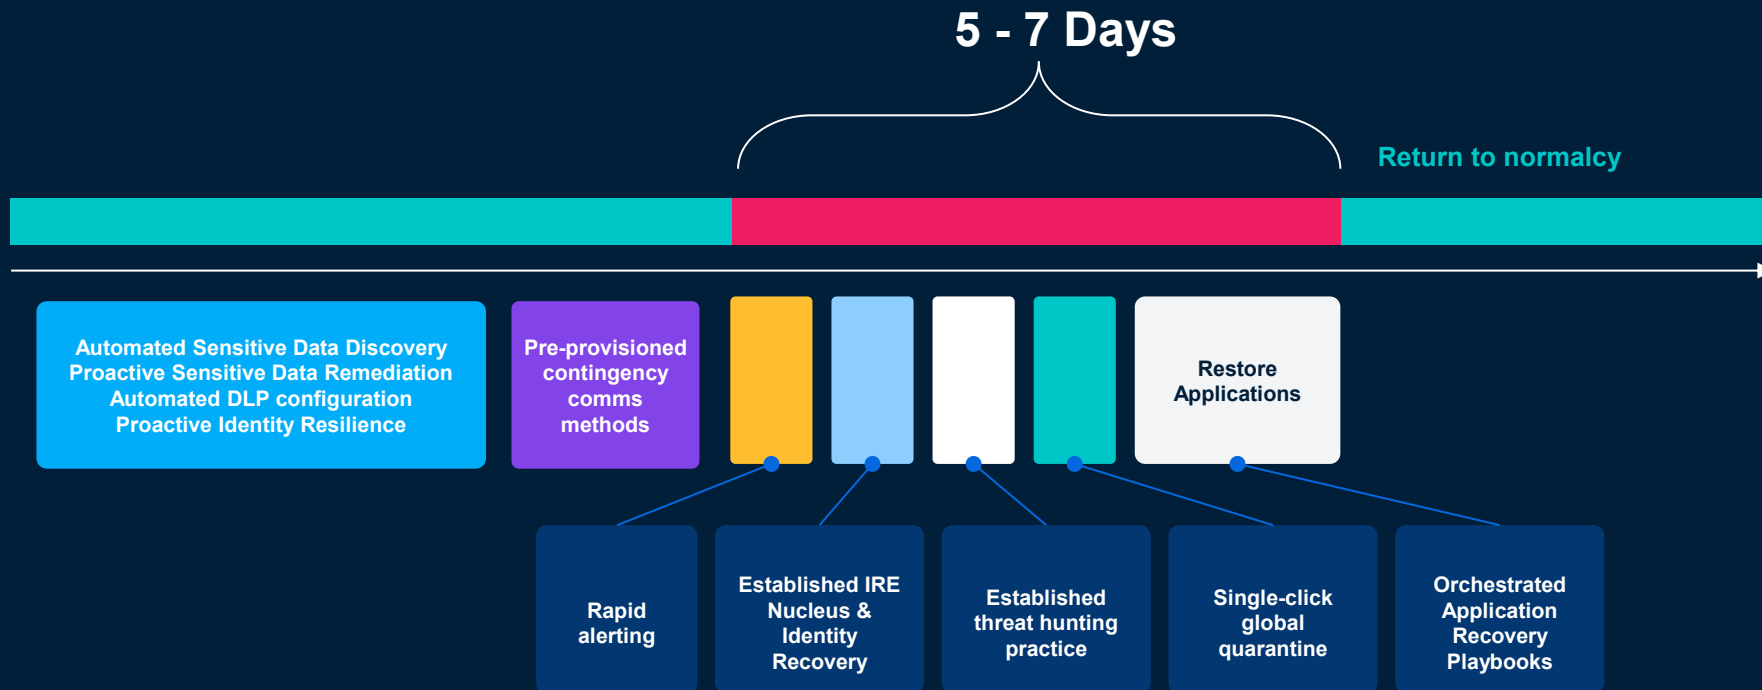 5 - 7 Days
Return to normalcy
Automated Sensitive Data Discovery
Proactive Sensitive Data Remediation
Automated DLP configuration
Proactive Identity Resilience
Pre-provisioned
contingency
comms
methods
Restore
Applications
Rapid
alerting
Established IRE
Nucleus &
Identity
Recovery
Established
threat hunting
practice
Single-click
global
quarantine
Orchestrated
Application
Recovery
Playbooks